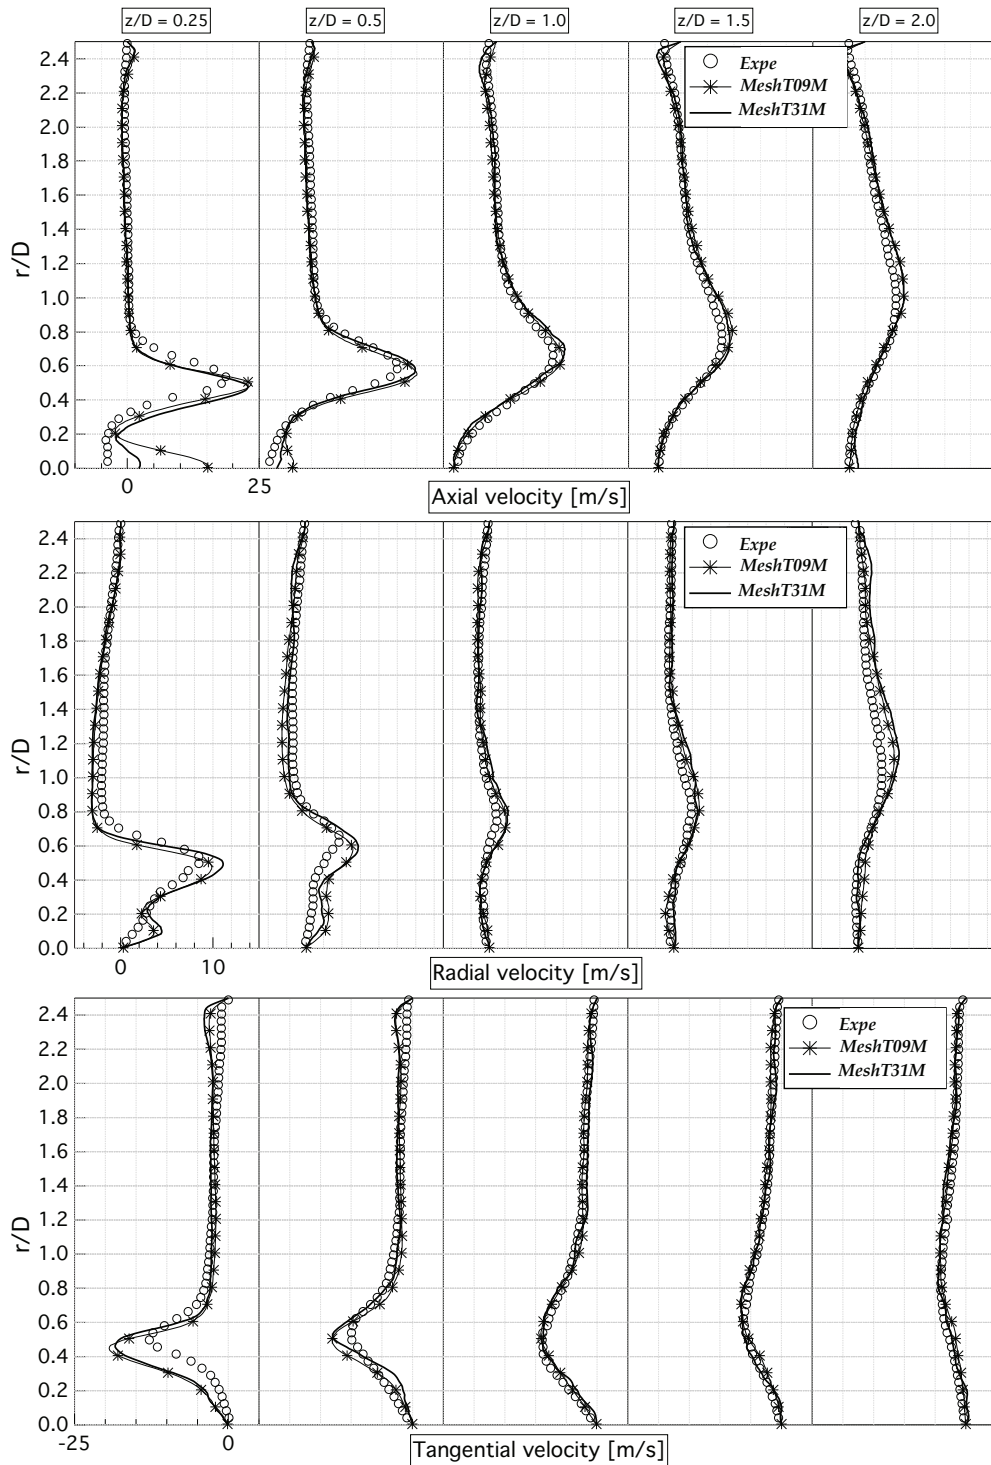 z/D = 0.25 z/D = 0.5 z/D = 1.0 z/D = 1.5 z/D = 2.0
2.4
2.2
2.0
1.8
1.6
1.4
1.2
1.0
0.8
0.6
0.4
0.2
0.0
r/D
Expe
MeshT09M
MeshT31M
0 25
Axial velocity [m/s]
2.4
2.2
2.0
1.8
1.6
1.4
1.2
1.0
0.8
0.6
0.4
0.2
0.0
r/D
Expe
MeshT09M
MeshT31M
0 10
Radial velocity [m/s]
2.4
2.2
2.0
1.8
1.6
1.4
1.2
1.0
0.8
0.6
0.4
0.2
0.0
r/D
Expe
MeshT09M
MeshT31M
-25 0
Tangential velocity [m/s]